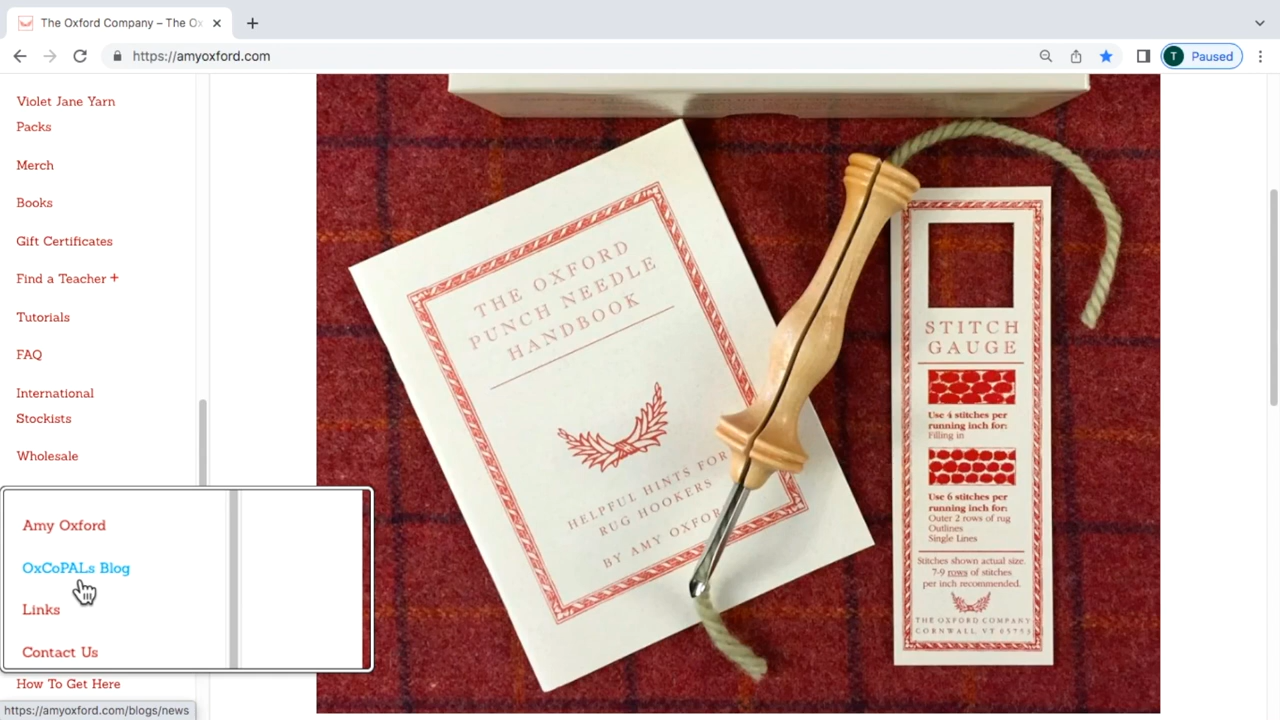 The Oxford Company – The Ox
https://amyoxford.com
T
Paused
Violet Jane Yarn
Packs
Merch
Books
Gift Certificates
Find a Teacher +
Tutorials
FAQ
International
Stockists
Wholesale
Amy Oxford
OxCoPALs Blog
Links
Contact Us
How To Get Here
https://amyoxford.com/blogs/news
THE OXFORD
PUNCH NEEDLE
HANDBOOK
HELPFUL HINTS FOR
RUG HOOKERS
BY AMY OXFORD
STITCH
GAUGE
Use 4 stitches per
running inch for:
Filling in
Use 6 stitches per
running inch for:
Outer 2 rows of rug
Outlines
Single Lines
Stitches shown actual size.
7-9 rows of stitches
per inch recommended.
THE OXFORD COMPANY
CORNWALL VT 05753